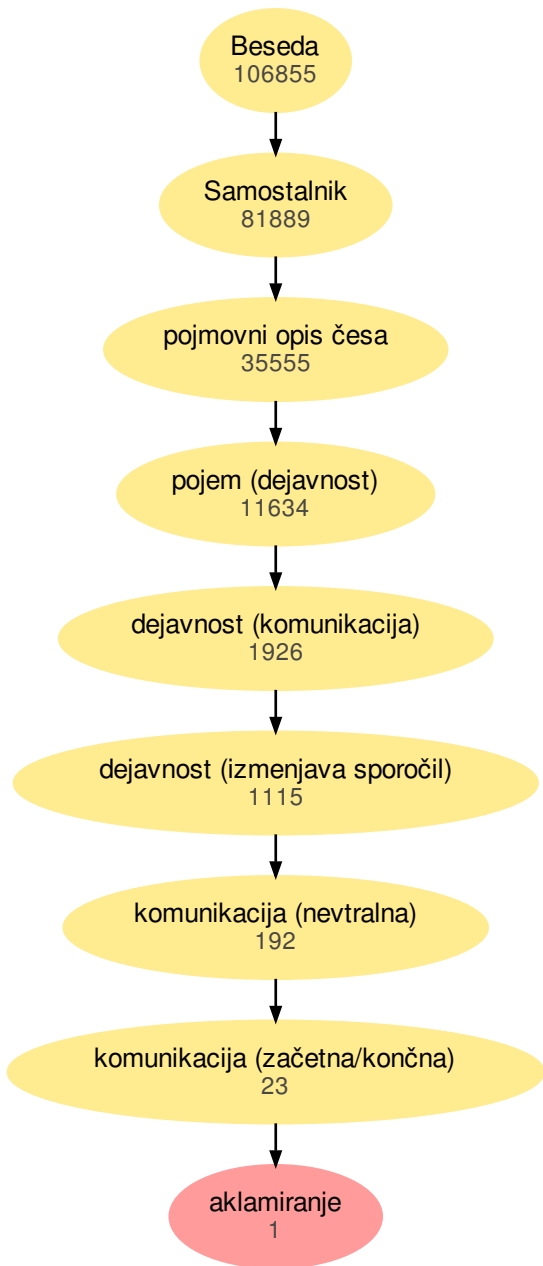 Beseda
106855
Samostalnik
81889
pojmovni opis česa
35555
pojem (dejavnost)
11634
dejavnost (komunikacija)
1926
dejavnost (izmenjava sporočil)
1115
komunikacija (nevtralna)
192
komunikacija (začetna/končna)
23
aklamiranje
1